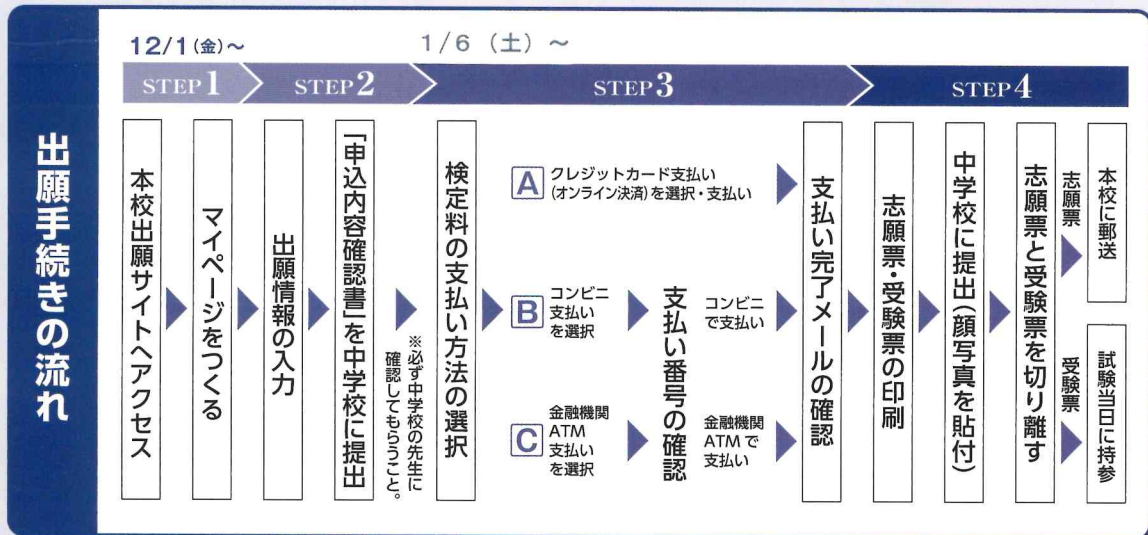 出願手続きの流れ
12/1(金)~
1/6 (土) ~
STEP1
STEP2
STEP3
STEP4
本校出願サイトへアクセス
マイページをつくる
出願情報の入力
「申込内容確認書」を中学校に提出
※必ず中学校の先生に
確認してもらうこと。
検定料の支払い方法の選択
A クレジットカード支払い
(オンライン決済)を選択・支払い
B コンビニ
支払い
を選択
C 金融機関
ATM
支払い
を選択
支払い番号の確認
コンビニ
で支払い
金融機関
ATMで
支払い
支払い完了メールの確認
志願票・受験票の印刷
中学校に提出(顔写真を貼付)
志願票と受験票を切り離す
志願票
本校に郵送
受験票
試験当日に持参